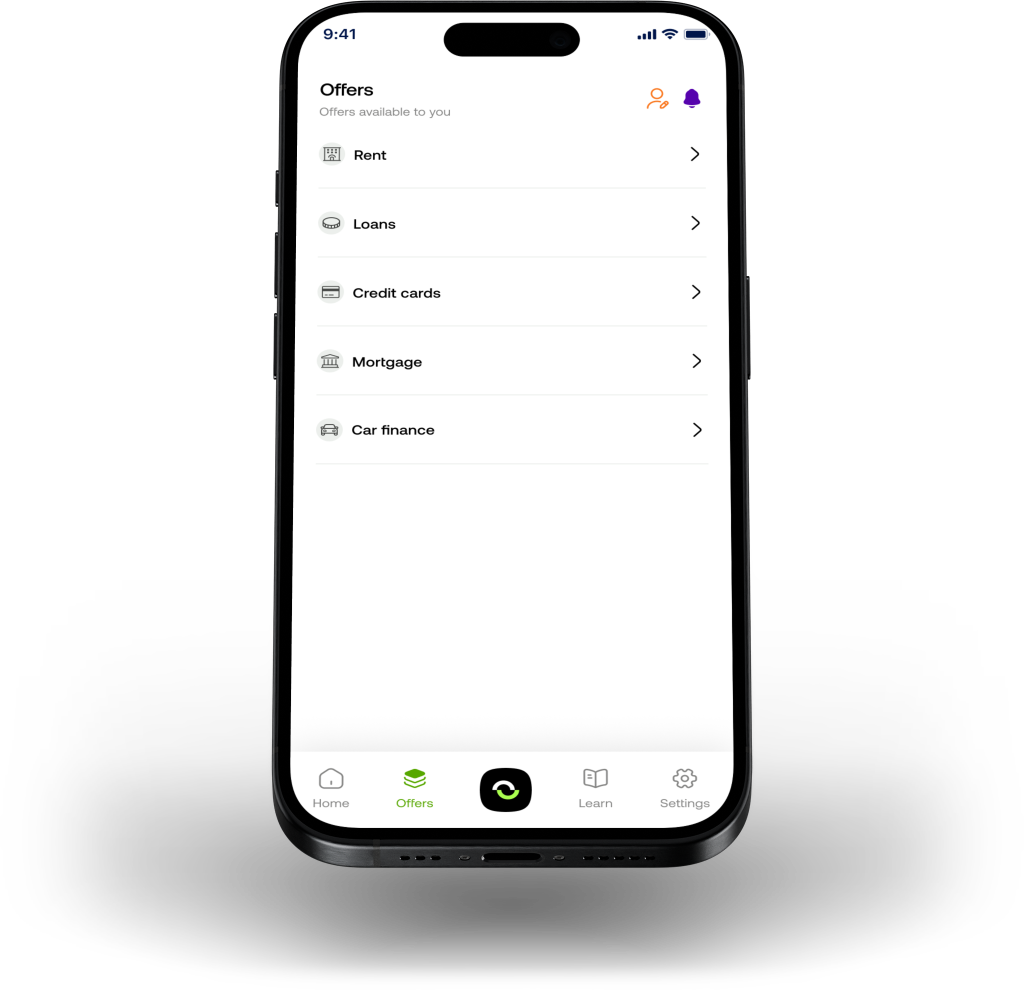 9:41
Offers
Offers available to you
Rent
Loans
Credit cards
Mortgage
Car finance
Home
Offers
Learn
Settings